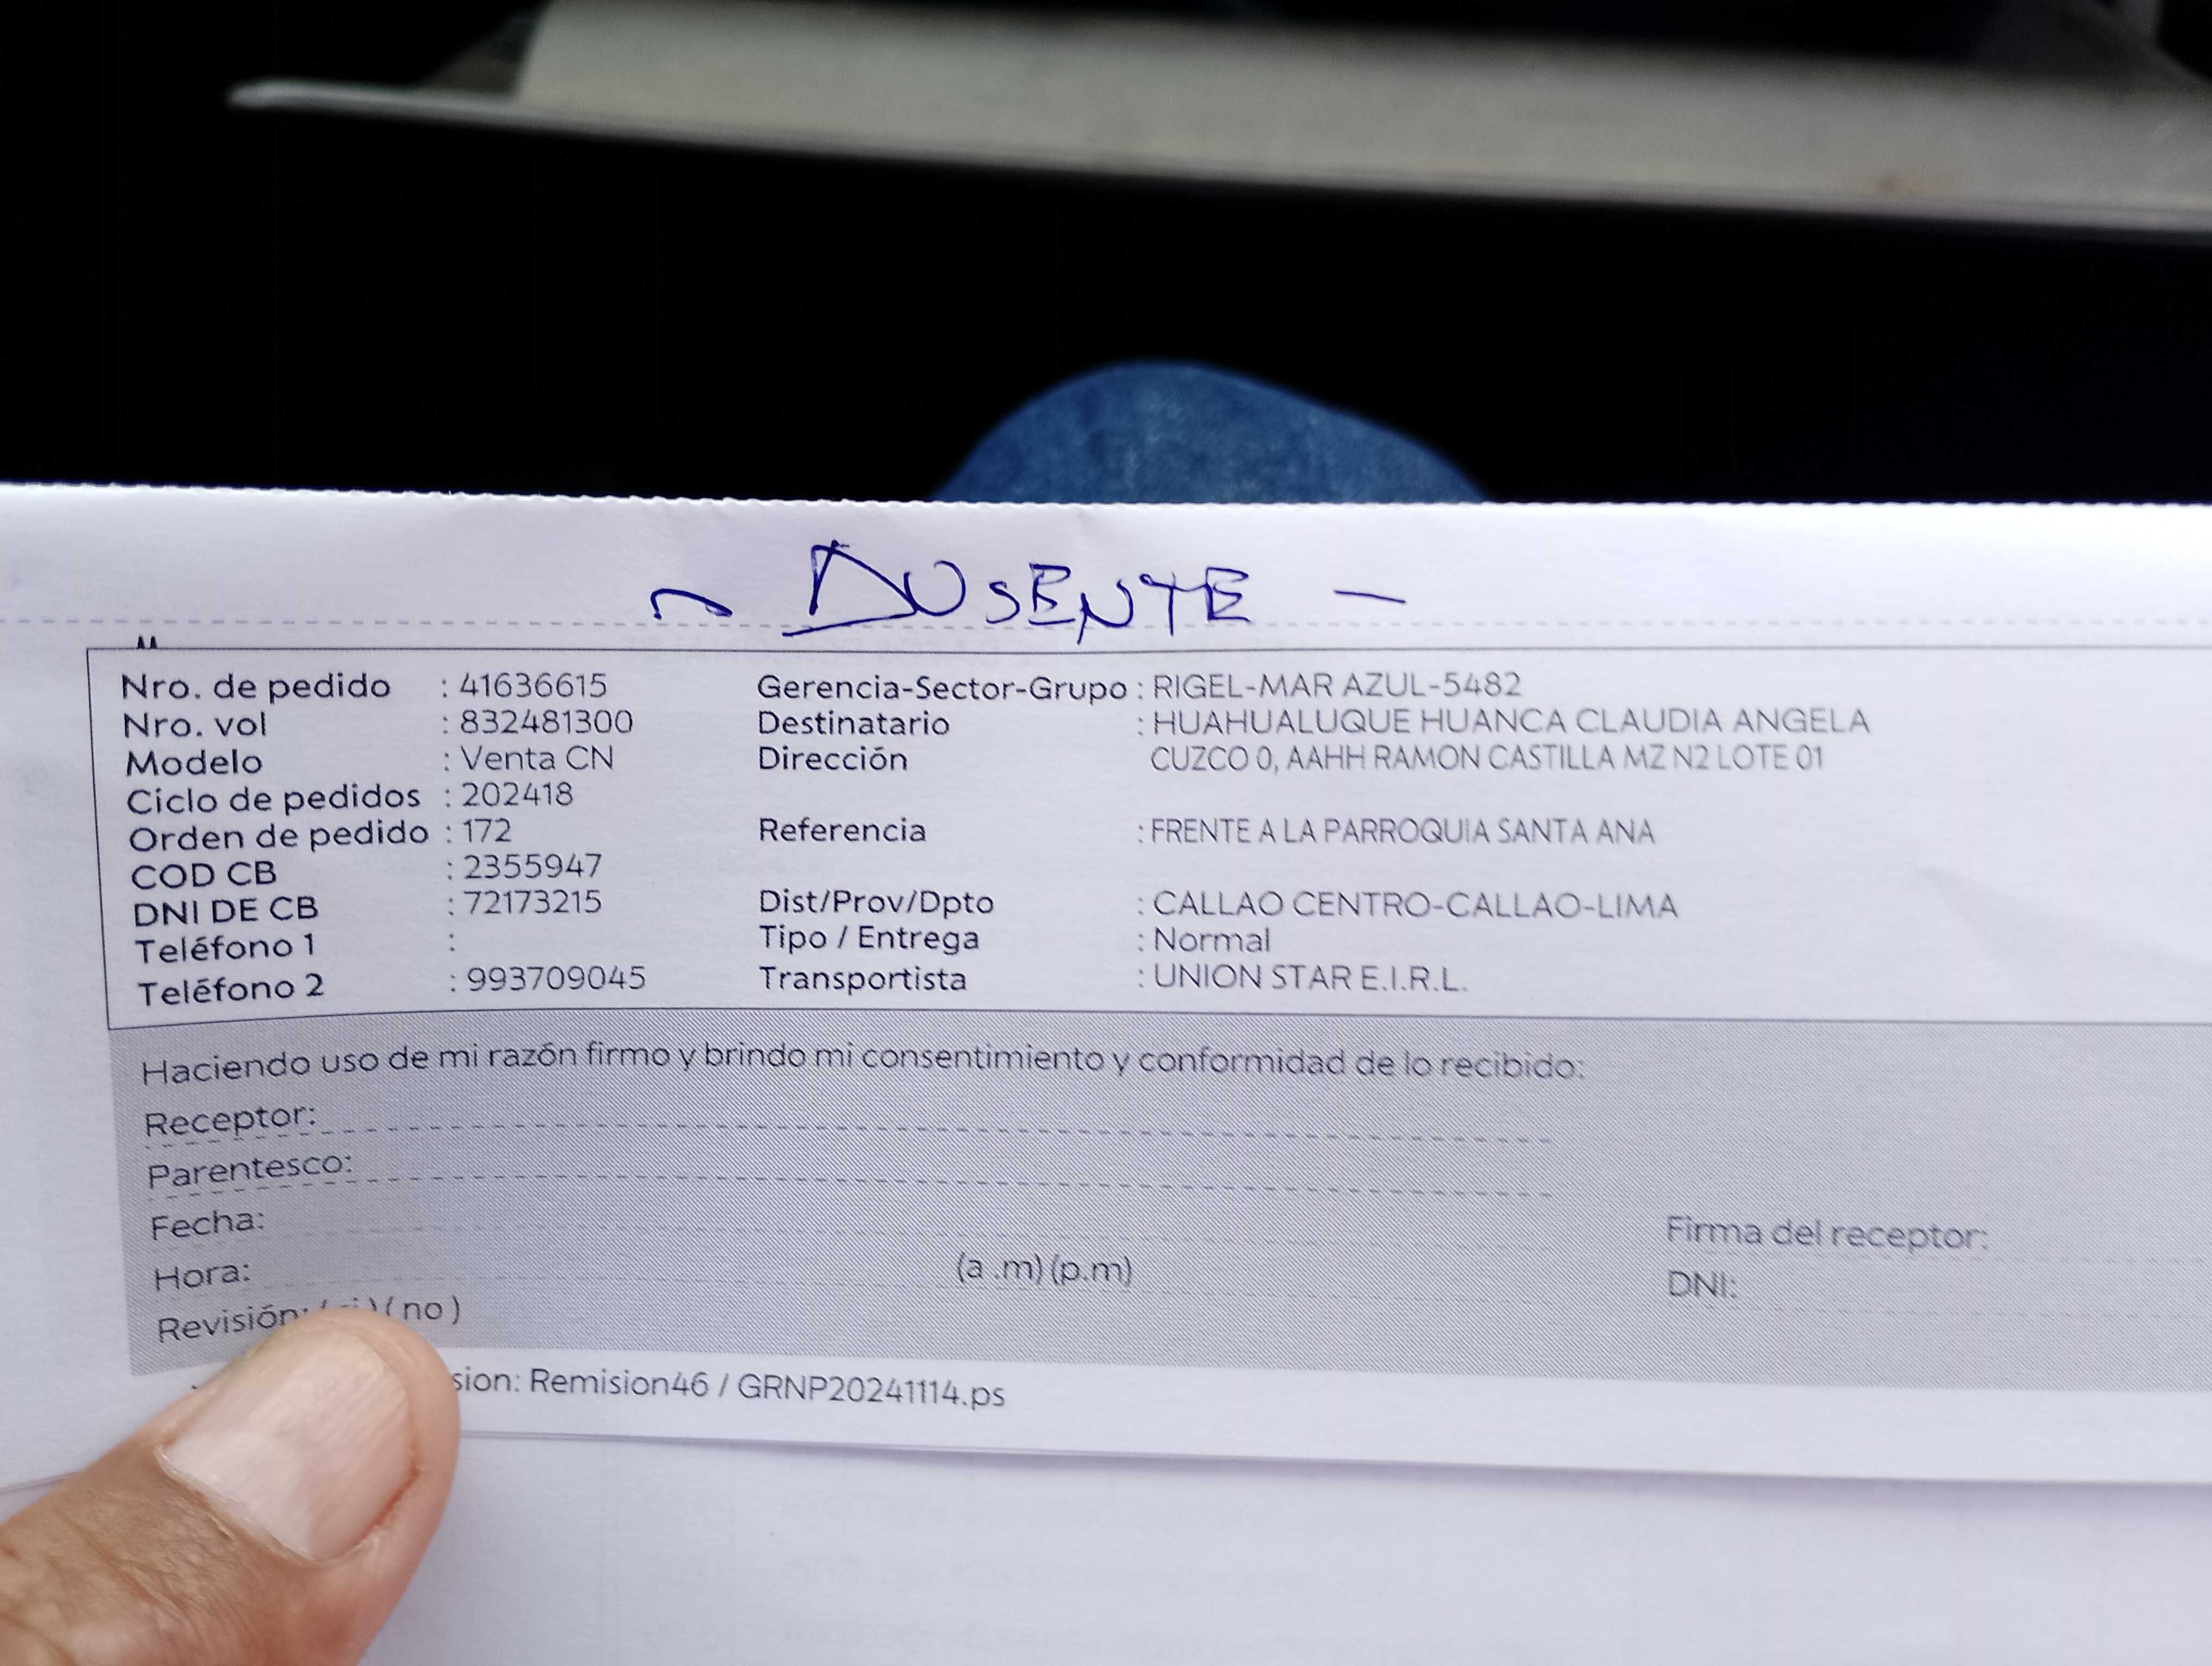 ~ AUSENTE -
Nro. de pedido : 41636615 Gerencia-Sector-Grupo : RIGEL-MAR AZUL-5482
Nro. vol : 832481300 Destinatario : HUAHUALUQUE HUANCA CLAUDIA ANGELA
Modelo : Venta CN Dirección CUZCO 0, AAHH RAMON CASTILLA MZ N2 LOTE 01
Ciclo de pedidos : 202418
Orden de pedido : 172 Referencia : FRENTE A LA PARROQUIA SANTA ANA
COD CB : 2355947
DNI DE CB : 72173215 Dist/Prov/Dpto : CALLAO CENTRO-CALLAO-LIMA
Teléfono 1 : Tipo / Entrega : Normal
Teléfono 2 : 993709045 Transportista : UNION STAR E.I.R.L.
Haciendo uso de mi razón firmo y brindo mi consentimiento y conformidad de lo recibido:
Receptor:
Parentesco:
Fecha: Firma del receptor:
Hora: (a .m) (p.m) DNI:
Revisión: ( si ) ( no )
sion: Remision46 / GRNP20241114.ps